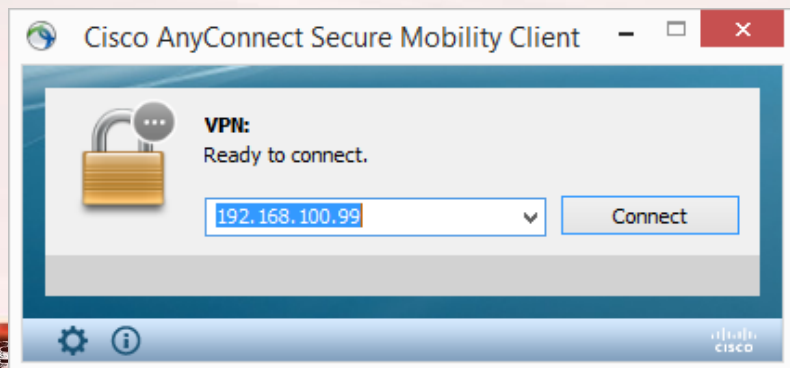 Cisco AnyConnect Secure Mobility Client
VPN:
Ready to connect.
192.168.100.99
Connect
CISCO